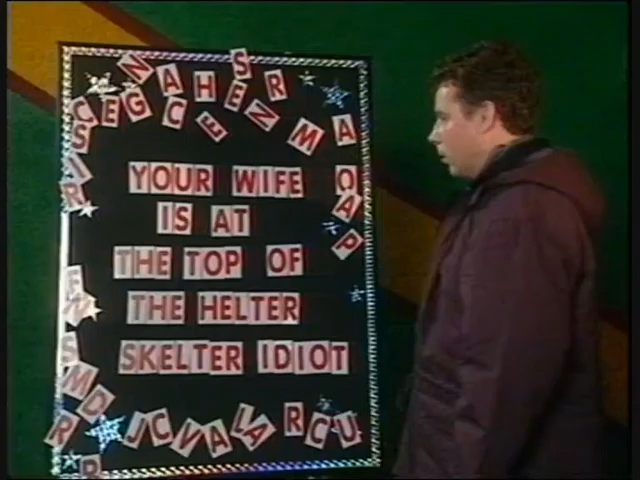 YOUR WIFE
IS AT
THE TOP OF
THE HELTER
SKELTER IDIOT